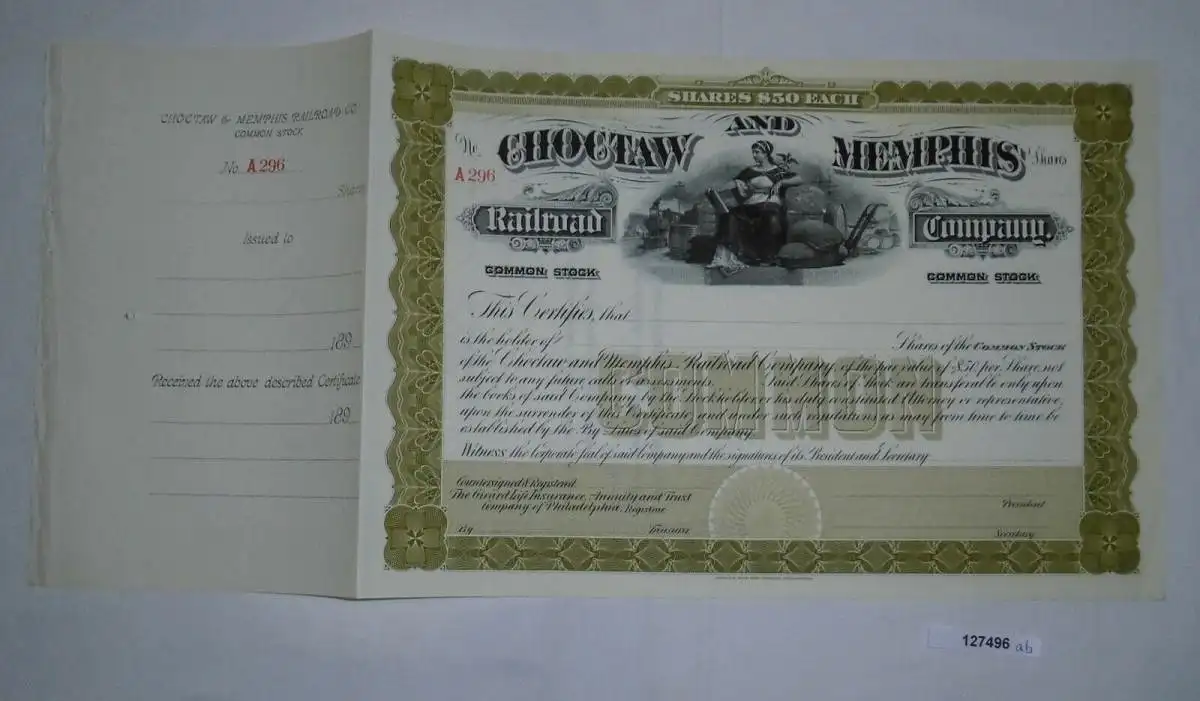 CHOCTAW & MEMPHIS RAILROAD CO
COMMON STOCK
No. A 296
Shares
Issued to
189
Received the above described Certificate
189
SHARES $50 EACH
No.
A 296
CHOCTAW AND MEMPHIS
Shares
Railroad Company.
COMMON STOCK. COMMON STOCK.
This Certifies, that
is the holder of Shares of the COMMON STOCK
of the Choctaw and Memphis Railroad Company, of the par value of $50 per Share, not
subject to any future calls or assessments. Said Shares of Stock are transferable only upon
the books of said Company by the Stockholder or his duly constituted Attorney or representative,
upon the surrender of this Certificate and under such regulations as may from time to time be
established by the By Laws of said Company.
Witness the Corporate Seal of said Company and the signatures of its President and Secretary.
COMMON
Countersigned & Registered
The Girard Life Insurance, Annuity and Trust
Company of Philadelphia, Registrar
President
By Treasurer
Secretary
127496 ab